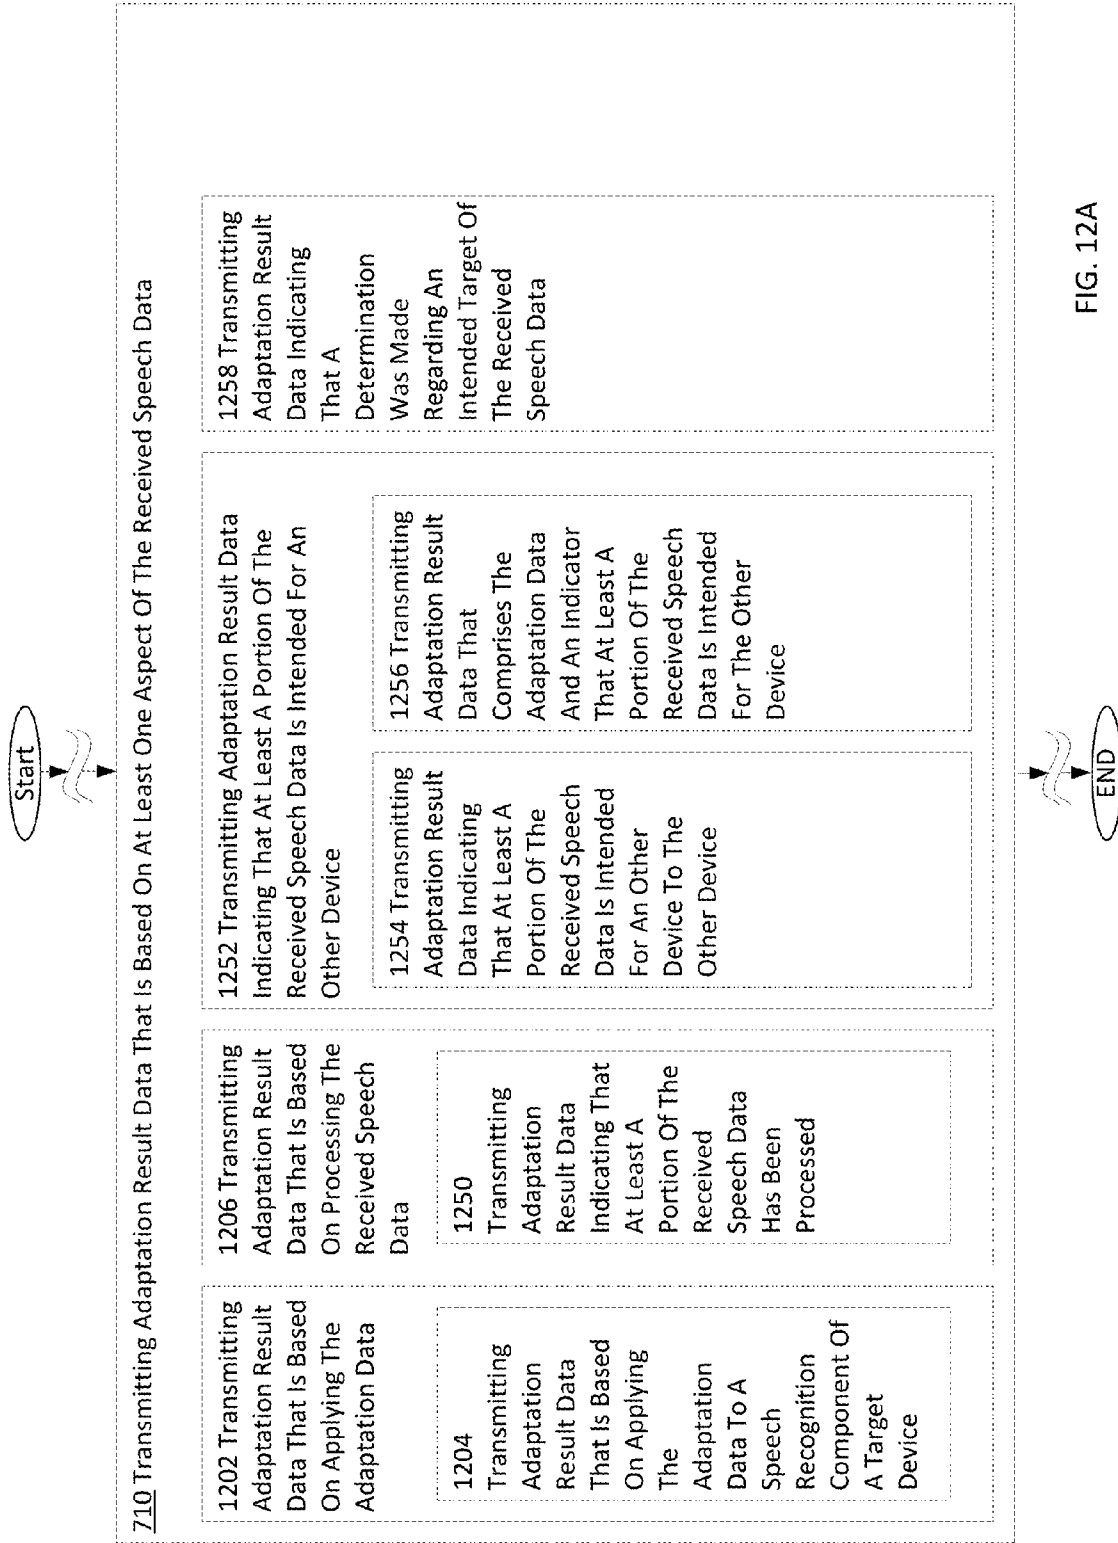 Start
710 Transmitting Adaptation Result Data That Is Based On At Least One Aspect Of The Received Speech Data
1202 Transmitting
Adaptation Result
Data That Is Based
On Applying The
Adaptation Data
1204
Transmitting
Adaptation
Result Data
That Is Based
On Applying
The
Adaptation
Data To A
Speech
Recognition
Component Of
A Target
Device
1206 Transmitting
Adaptation Result
Data That Is Based
On Processing The
Received Speech
Data
1250
Transmitting
Adaptation
Result Data
Indicating That
At Least A
Portion Of The
Received
Speech Data
Has Been
Processed
1252 Transmitting Adaptation Result Data
Indicating That At Least A Portion Of The
Received Speech Data Is Intended For An
Other Device
1254 Transmitting
Adaptation Result
Data Indicating
That At Least A
Portion Of The
Received Speech
Data Is Intended
For An Other
Device To The
Other Device
1256 Transmitting
Adaptation Result
Data That
Comprises The
Adaptation Data
And An Indicator
That At Least A
Portion Of The
Received Speech
Data Is Intended
For The Other
Device
1258 Transmitting
Adaptation Result
Data Indicating
That A
Determination
Was Made
Regarding An
Intended Target Of
The Received
Speech Data
END
FIG. 12A